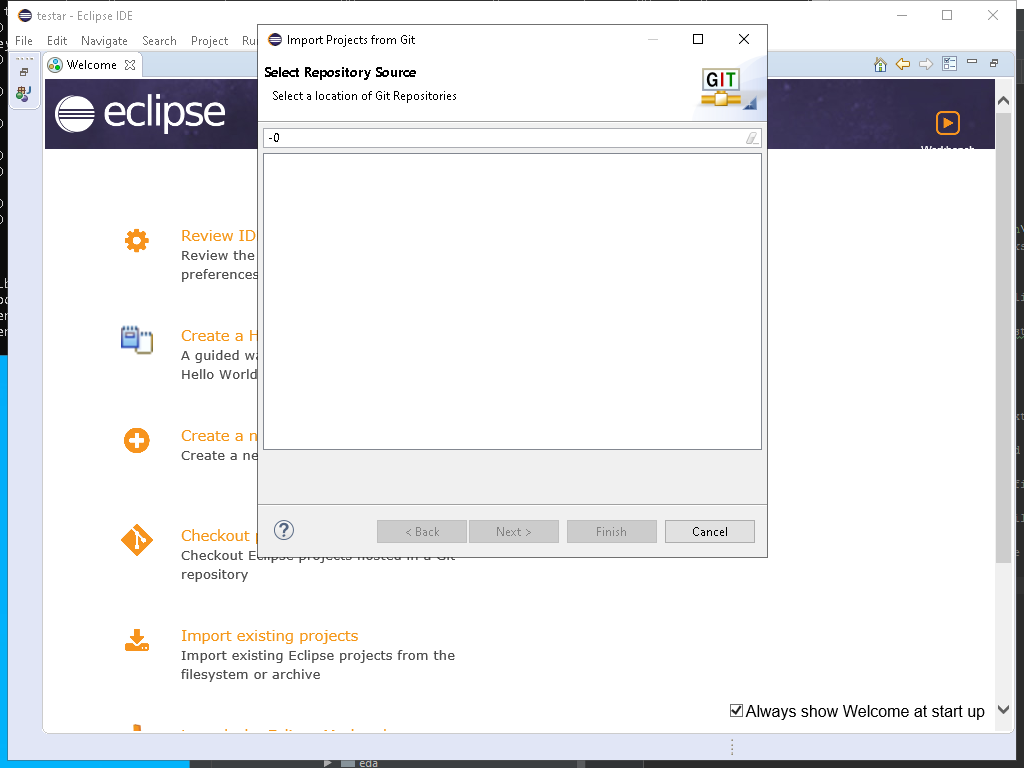 testar - Eclipse IDE
File Edit Navigate Search Project
Welcome
eclipse
Workbench
Review
Review the
preferences
Create a
A guided
Hello World
Create a
Create a
Checkout
Checkout Eclipse projects hosted in a Git
repository
Import existing projects
Import existing Eclipse projects from the
filesystem or archive
Always show Welcome at start up
Import Projects from Git
Select Repository Source
Select a location of Git Repositories
GIT
-0
?
< Back
Next >
Finish
Cancel
eda